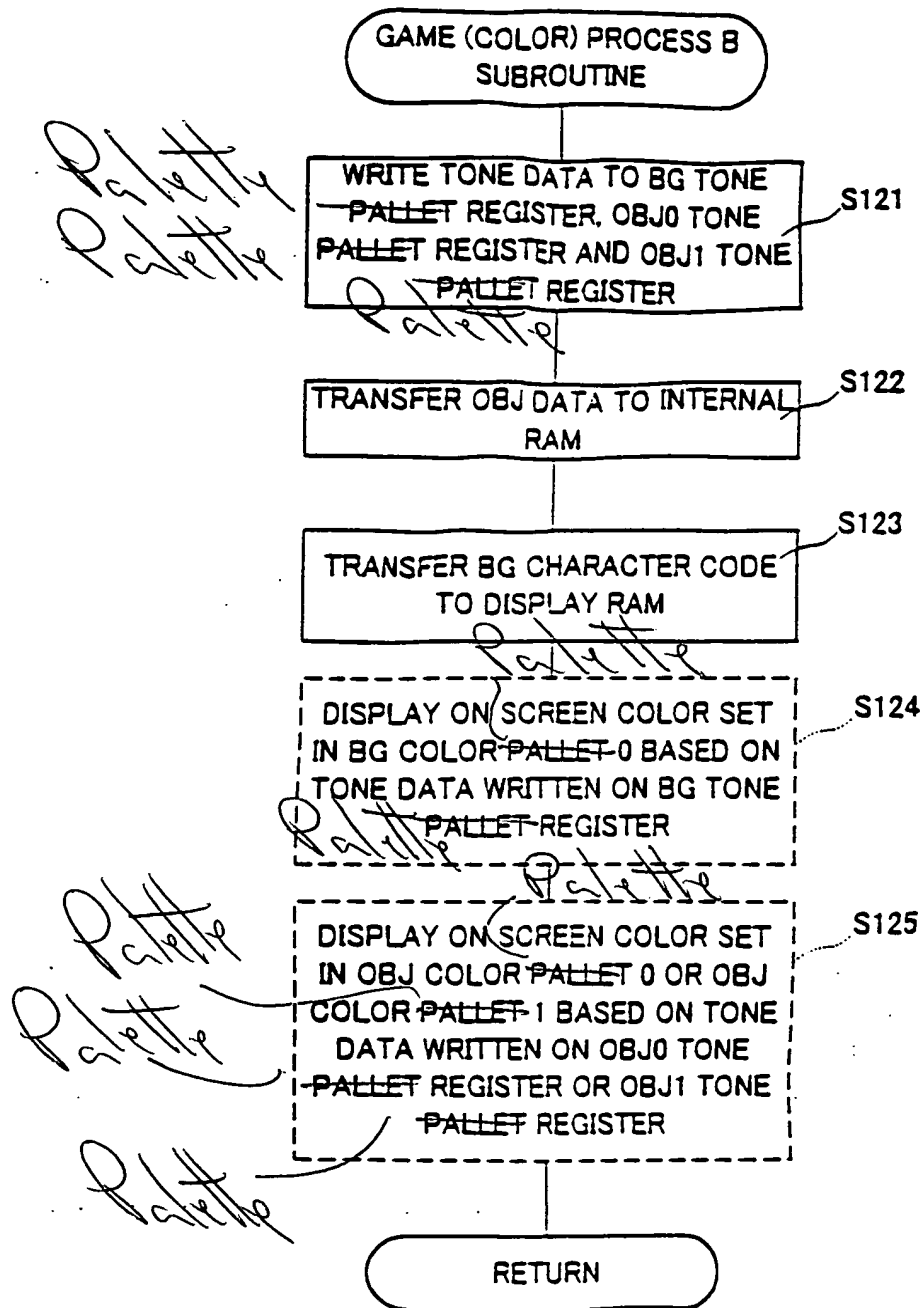 GAME (COLOR) PROCESS B
SUBROUTINE
Palette
Palette
WRITE TONE DATA TO BG TONE
PALLET REGISTER, OBJ0 TONE
PALLET REGISTER AND OBJ1 TONE
PALLET REGISTER
S121
Palette
TRANSFER OBJ DATA TO INTERNAL
RAM
S122
TRANSFER BG CHARACTER CODE
TO DISPLAY RAM
S123
Palette
DISPLAY ON SCREEN COLOR SET
IN BG COLOR PALLET 0 BASED ON
TONE DATA WRITTEN ON BG TONE
PALLET REGISTER
S124
Palette
Palette
DISPLAY ON SCREEN COLOR SET
IN OBJ COLOR PALLET 0 OR OBJ
COLOR PALLET 1 BASED ON TONE
DATA WRITTEN ON OBJ0 TONE
PALLET REGISTER OR OBJ1 TONE
PALLET REGISTER
S125
Palette
Palette
Palette
RETURN